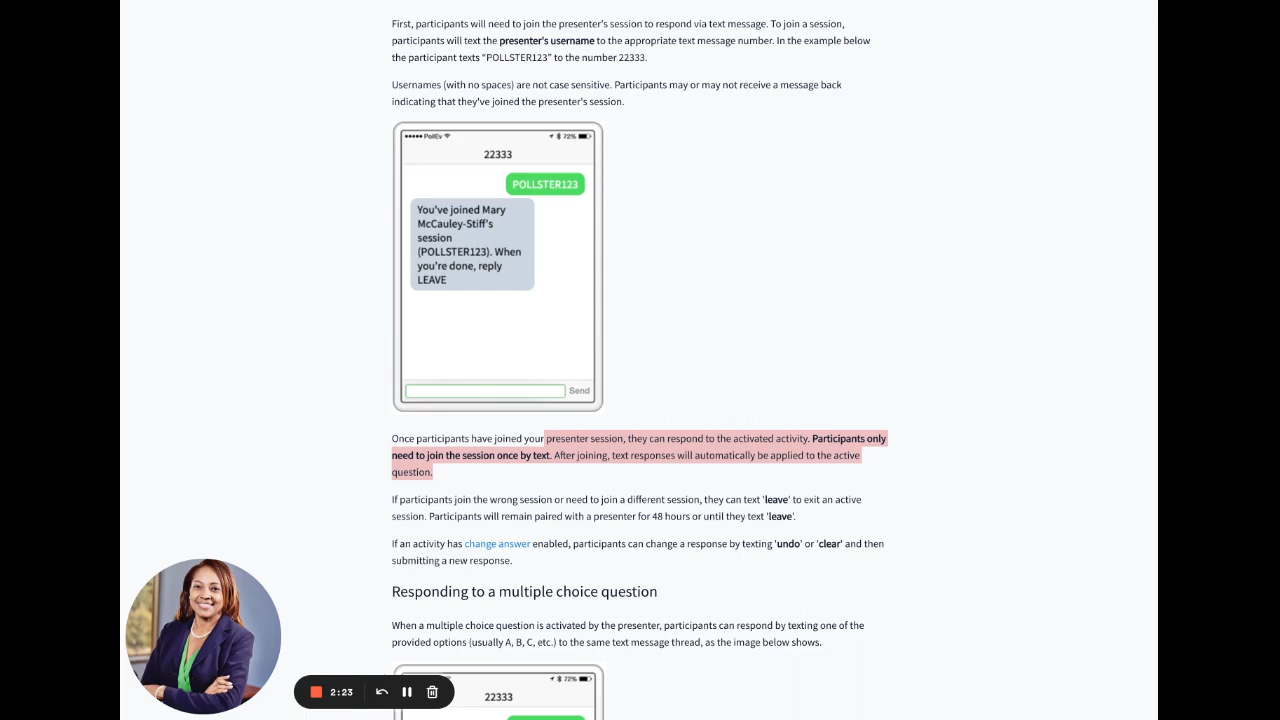 First, participants will need to join the presenter's session to respond via text message. To join a session,
participants will text the presenter's username to the appropriate text message number. In the example below
the participant texts “POLLSTER123” to the number 22333.
Usernames (with no spaces) are not case sensitive. Participants may or may not receive a message back
indicating that they've joined the presenter's session.
PollEv 72%
22333
POLLSTER123
You've joined Mary
McCauley-Stiff's
session
(POLLSTER123). When
you're done, reply
LEAVE
Send
Once participants have joined your presenter session, they can respond to the activated activity. Participants only
need to join the session once by text. After joining, text responses will automatically be applied to the active
question.
If participants join the wrong session or need to join a different session, they can text 'leave' to exit an active
session. Participants will remain paired with a presenter for 48 hours or until they text 'leave'.
If an activity has change answer enabled, participants can change a response by texting 'undo' or 'clear' and then
submitting a new response.
Responding to a multiple choice question
When a multiple choice question is activated by the presenter, participants can respond by texting one of the
provided options (usually A, B, C, etc.) to the same text message thread, as the image below shows.
72%
22333
2:23